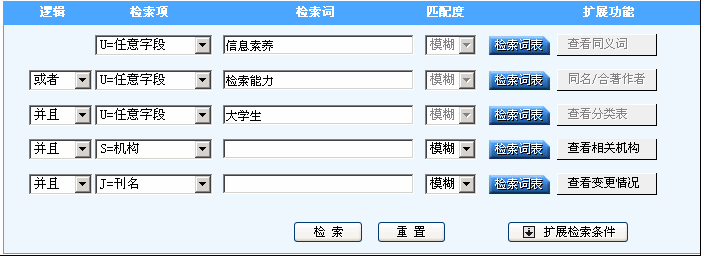 逻辑 检索项 检索词 匹配度 扩展功能
U=任意字段 信息素养 模糊 检索词表 查看同义词
或者 U=任意字段 检索能力 模糊 检索词表 同名/合著作者
并且 U=任意字段 大学生 模糊 检索词表 查看分类表
并且 S=机构 模糊 检索词表 查看相关机构
并且 J=刊名 模糊 检索词表 查看变更情况
检 索 重 置 扩展检索条件